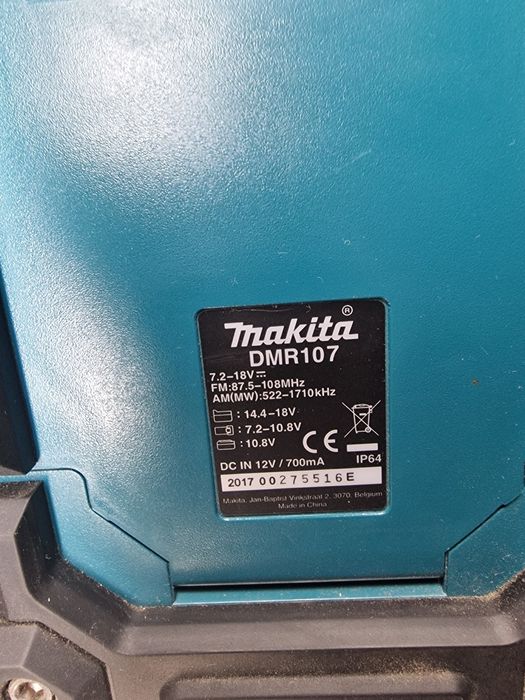 makita®
DMR107
7.2–18V⎓
FM:87.5–108MHz
AM(MW):522–1710kHz
: 14.4–18V
: 7.2–10.8V
: 10.8V
CE
DC IN 12V / 700mA IP64
2017 00275516 E
Makita, Jan-Baptist Vinkstraat 2, 3070, Belgium
Made in China